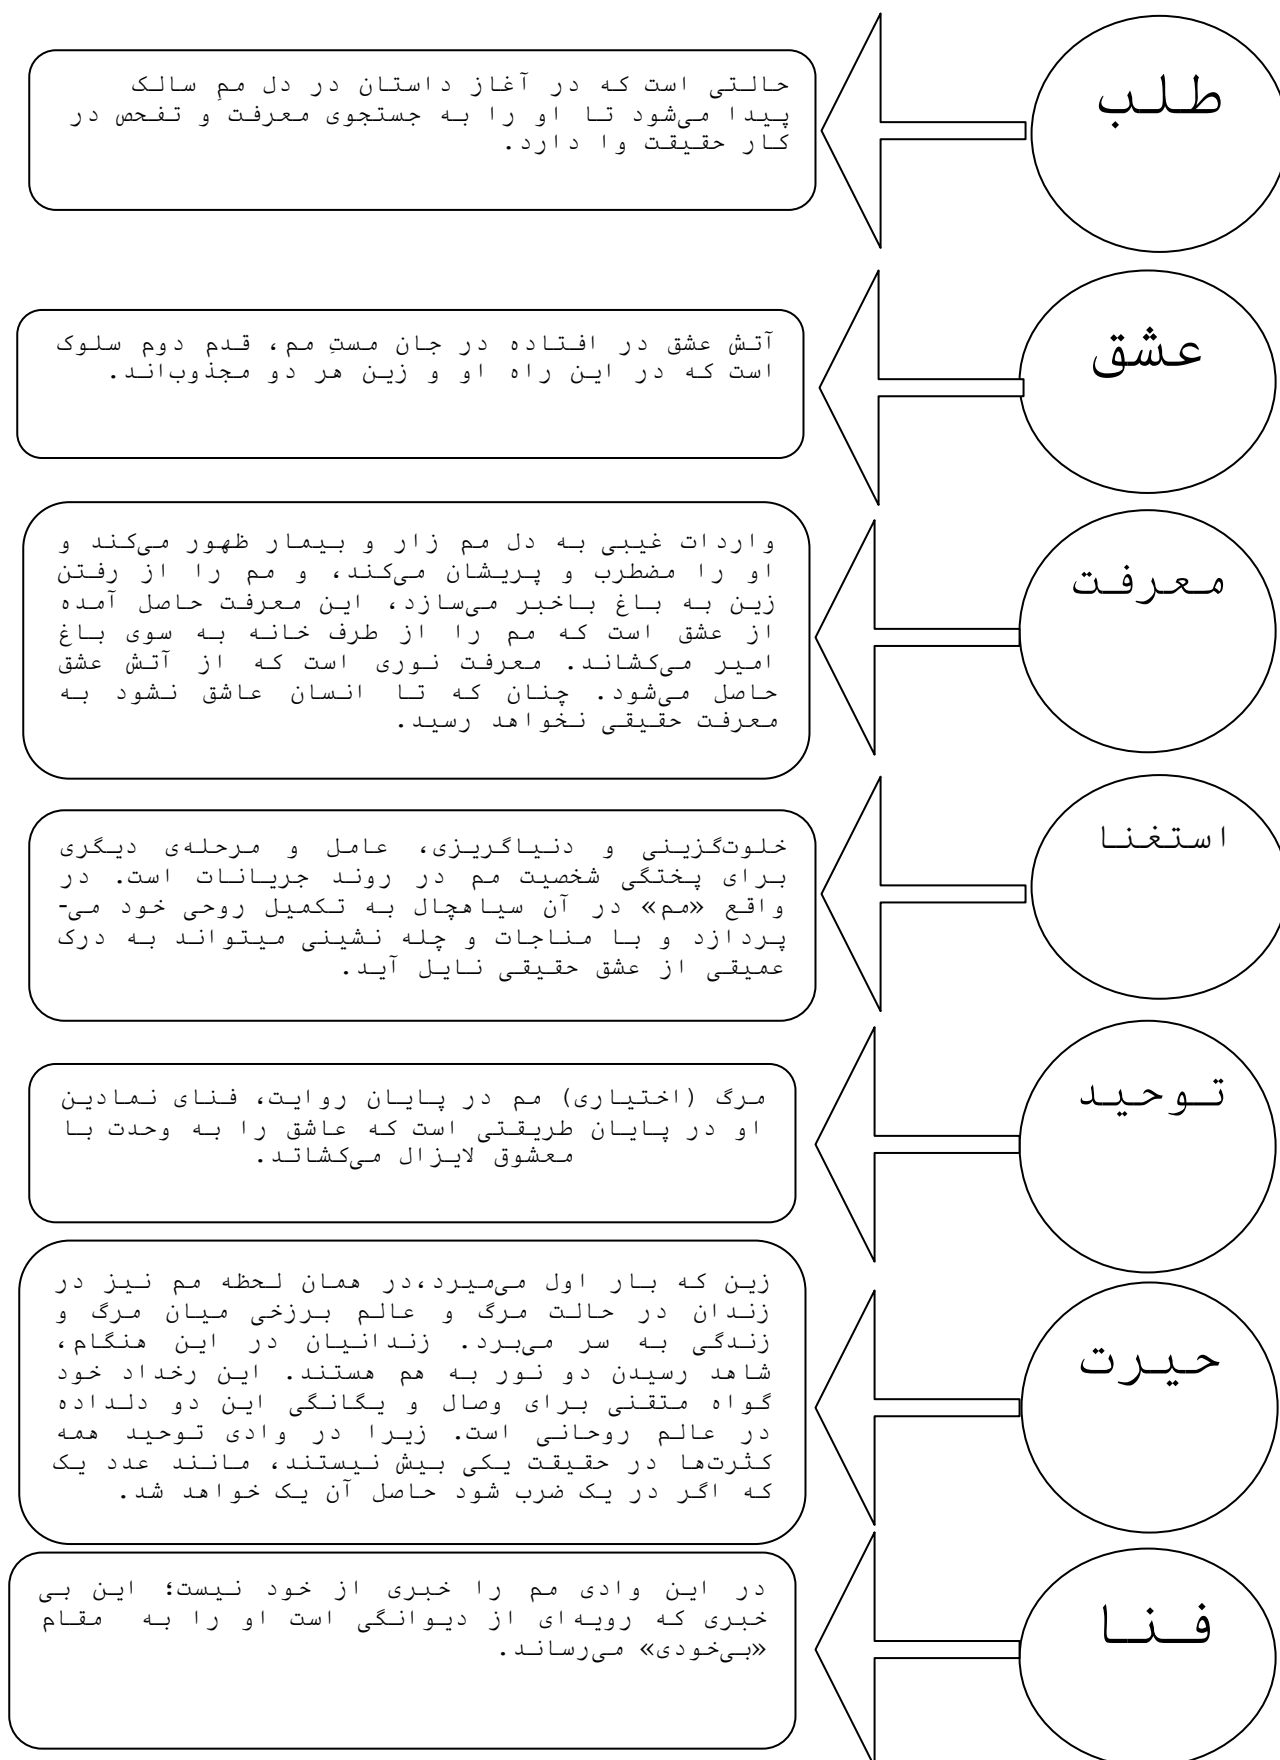 طلب
حالتی است که در آغاز داستان در دل ممِ سالک
پیدا می‌شود تا او را به جستجوی معرفت و تفحص در
کار حقیقت وا دارد.
عشق
آتش عشق در افتاده در جان مستِ مم، قدم دوم سلوک
است که در این راه او و زین هر دو مجذوب‌اند.
معرفت
واردات غیبی به دل مم زار و بیمار ظهور می‌کند و
او را مضطرب و پریشان می‌کند، و مم را از رفتن
زین به باغ باخبر می‌سازد، این معرفت حاصل آمده
از عشق است که مم را از طرف خانه به سوی باغ
امیر می‌کشاند. معرفت نوری است که از آتش عشق
حاصل می‌شود. چنان که تا انسان عاشق نشود به
معرفت حقیقی نخواهد رسید.
استغنا
خلوت‌گزینی و دنیاگریزی، عامل و مرحله‌ی دیگری
برای پختگی شخصیت مم در روند جریانات است. در
واقع «مم» در آن سیاهچال به تکمیل روحی خود می-
پردازد و با مناجات و چله نشینی میتواند به درک
عمیقی از عشق حقیقی نایل آید.
توحید
مرگ (اختیاری) مم در پایان روایت، فنای نمادین
او در پایان طریقتی است که عاشق را به وحدت با
معشوق لایزال می‌کشاتد.
حیرت
زین که بار اول می‌میرد،در همان لحظه مم نیز در
زندان در حالت مرگ و عالم برزخی میان مرگ و
زندگی به سر می‌برد. زندانیان در این هنگام،
شاهد رسیدن دو نور به هم هستند. این رخداد خود
گواه متقنی برای وصال و یگانگی این دو دلداده
در عالم روحانی است. زیرا در وادی توحید همه
کثرت‌ها در حقیقت یکی بیش نیستند، مانند عدد یک
که اگر در یک ضرب شود حاصل آن یک خواهد شد.
فنا
در این وادی مم را خبری از خود نیست؛ این بی
خبری که رویه‌ای از دیوانگی است او را به مقام
«بی‌خودی» می‌رساند.